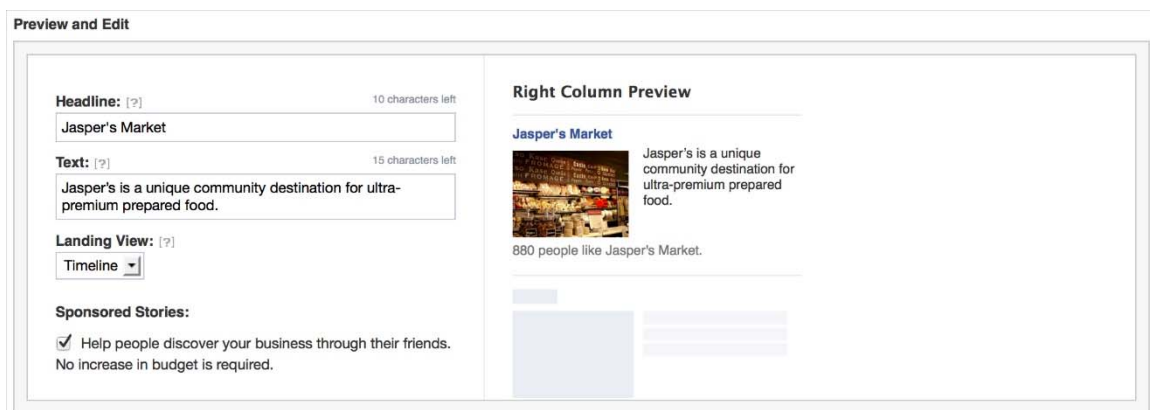 Preview and Edit
Headline: [?]
10 characters left
Jasper's Market
Text: [?]
15 characters left
Jasper's is a unique community destination for ultra-
premium prepared food.
Landing View: [?]
Timeline
Sponsored Stories:
Help people discover your business through their friends.
No increase in budget is required.
Right Column Preview
Jasper's Market
Jasper's is a unique
community destination for
ultra-premium prepared
food.
880 people like Jasper's Market.